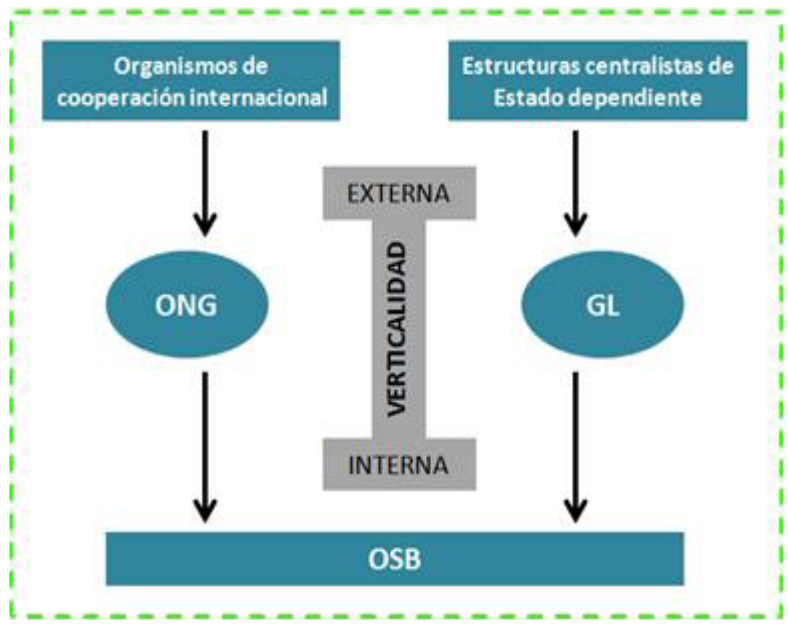 Organismos de
cooperación internacional
Estructuras centralistas de
Estado dependiente
EXTERNA
ONG
VERTICALIDAD
GL
INTERNA
OSB